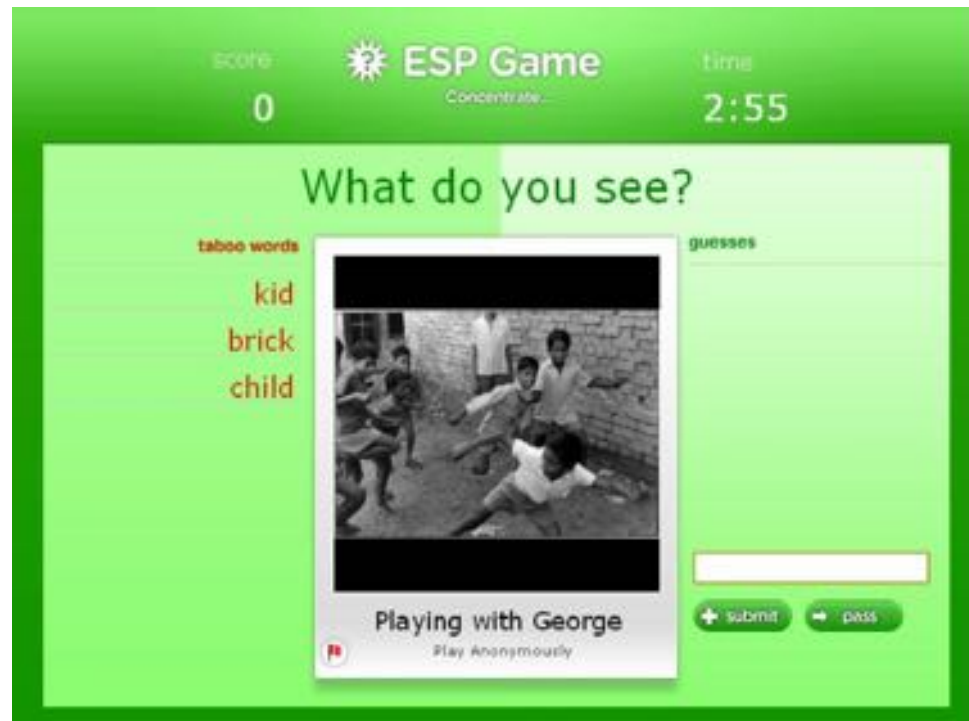 score
ESP Game
time
Concentrate...
0
2:55
What do you see?
taboo words
guesses
kid
brick
child
Playing with George
Play Anonymously
submit
pass